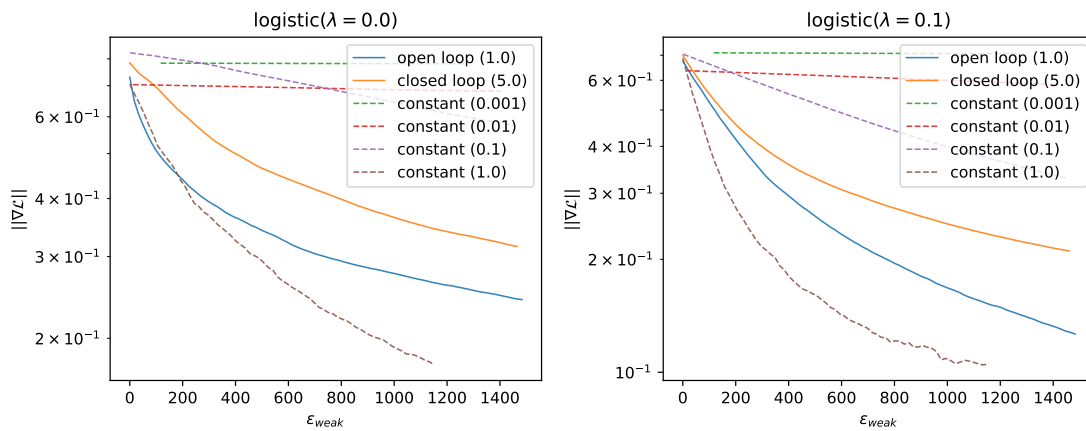 logistic(λ = 0.0)
||∇ℒ||
6 × 10⁻¹
4 × 10⁻¹
3 × 10⁻¹
2 × 10⁻¹
open loop (1.0)
closed loop (5.0)
constant (0.001)
constant (0.01)
constant (0.1)
constant (1.0)
0 200 400 600 800 1000 1200 1400
ε_weak
logistic(λ = 0.1)
||∇ℒ||
6 × 10⁻¹
4 × 10⁻¹
3 × 10⁻¹
2 × 10⁻¹
10⁻¹
open loop (1.0)
closed loop (5.0)
constant (0.001)
constant (0.01)
constant (0.1)
constant (1.0)
0 200 400 600 800 1000 1200 1400
ε_weak